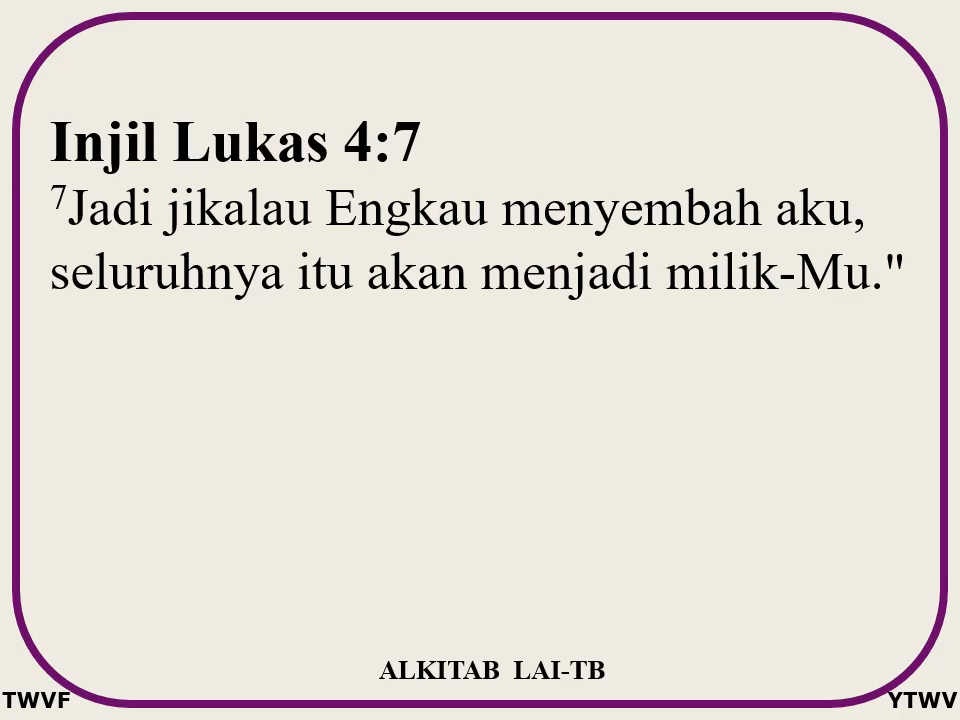 Injil Lukas 4:7
⁷Jadi jikalau Engkau menyembah aku,
seluruhnya itu akan menjadi milik-Mu."
ALKITAB LAI-TB
TWVF
YTWV